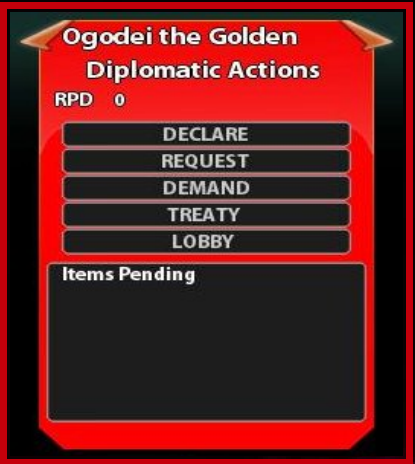 Ogodei the Golden
Diplomatic Actions
RPD 0
DECLARE
REQUEST
DEMAND
TREATY
LOBBY
Items Pending